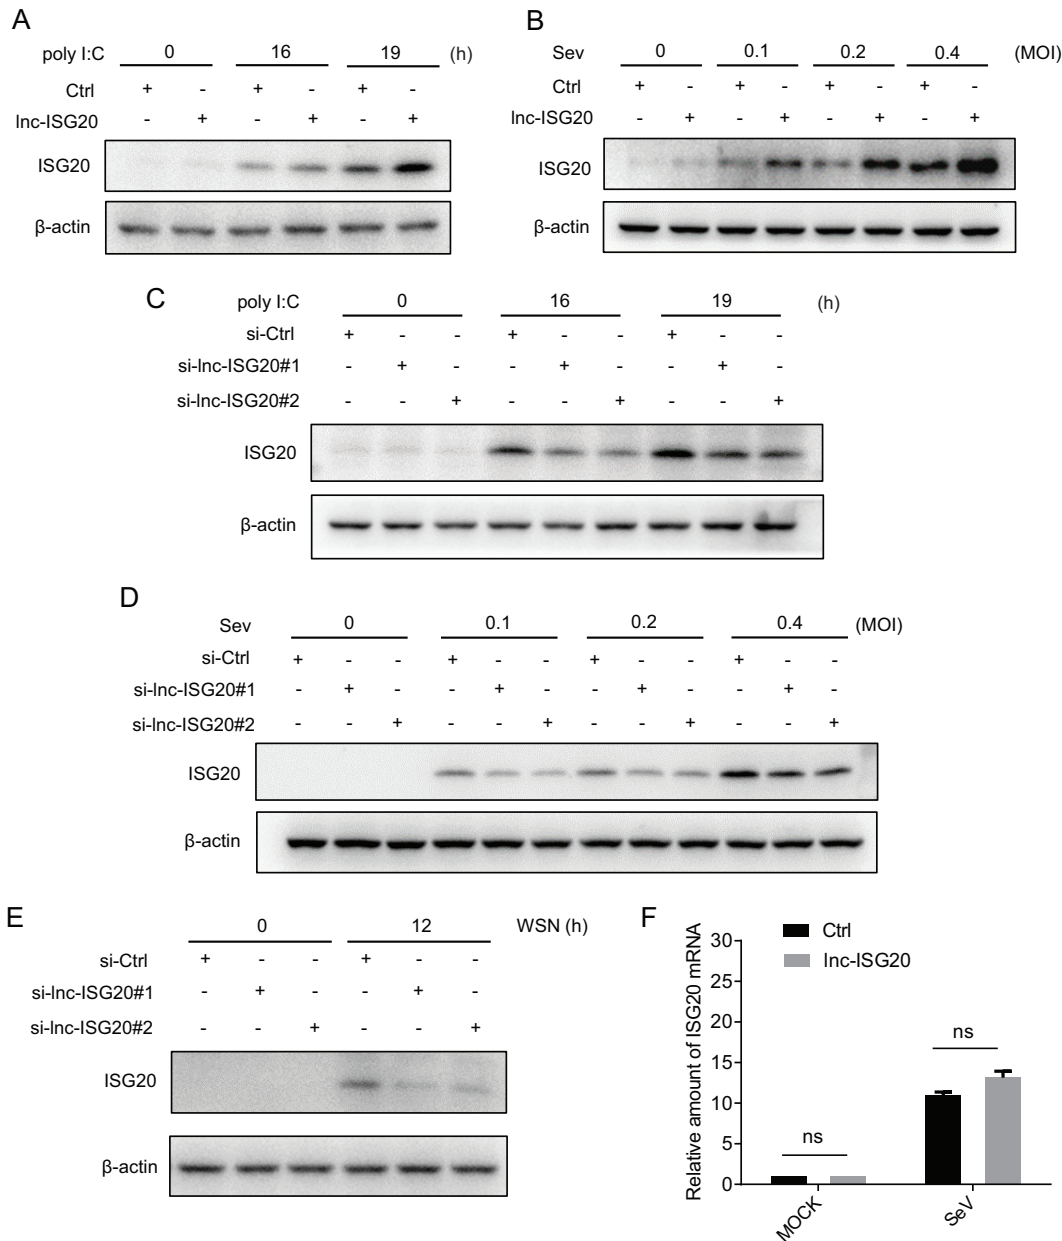 A
poly I:C 0 16 19 (h)
Ctrl + - + - + -
lnc-ISG20 - + - + - +
ISG20
β-actin
B
Sev 0 0.1 0.2 0.4 (MOI)
Ctrl + - + - + - + -
lnc-ISG20 - + - + - + - +
ISG20
β-actin
C
poly I:C 0 16 19 (h)
si-Ctrl + - - + - - + - -
si-lnc-ISG20#1 - + - - + - - + -
si-lnc-ISG20#2 - - + - - + - - +
ISG20
β-actin
D
Sev 0 0.1 0.2 0.4 (MOI)
si-Ctrl + - - + - - + - - + - -
si-lnc-ISG20#1 - + - - + - - + - - + -
si-lnc-ISG20#2 - - + - - + - - + - - +
ISG20
β-actin
E
0 12 WSN (h)
si-Ctrl + - - + - -
si-lnc-ISG20#1 - + - - + -
si-lnc-ISG20#2 - - + - - +
ISG20
β-actin
F
Relative amount of ISG20 mRNA
30
25
20
15
10
5
0
Ctrl
lnc-ISG20
ns
ns
MOCK
SeV